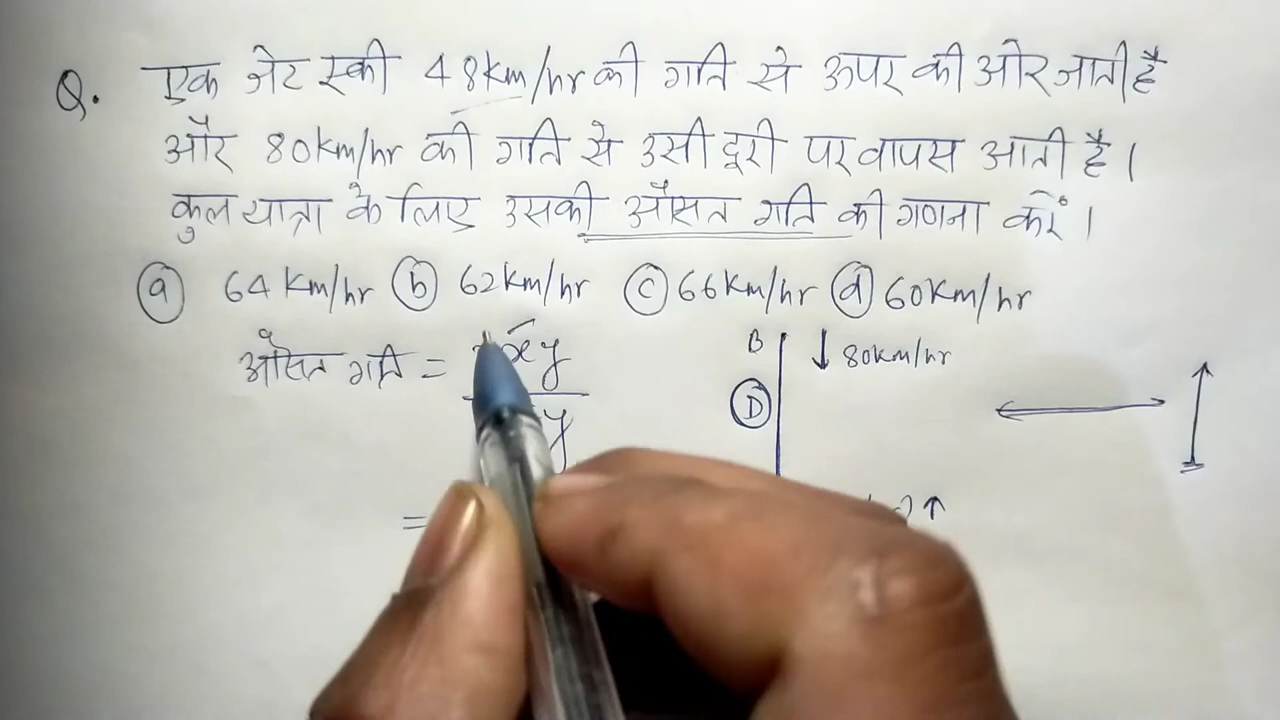 Q. एक जेट स्की 48km/hr की गति से ऊपर की ओर जाती है
और 80km/hr की गति से उसी दूरी पर वापस आती है।
कुल यात्रा के लिए उसकी औसत गति की गणना करें।
ⓐ 64 km/hr ⓑ 62km/hr ⓒ 66km/hr ⓓ 60km/hr
औसत गति = xy
y
B ↓ 80km/hr
Ⓓ
=